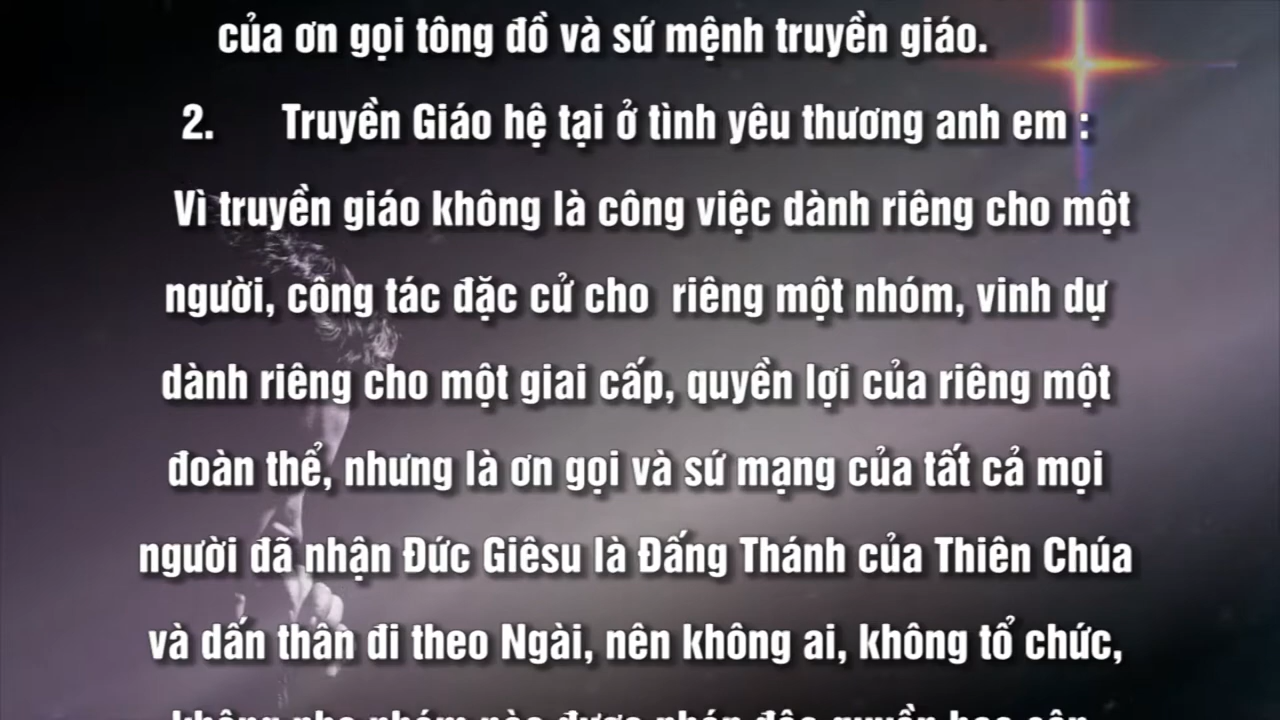 của ơn gọi tông đồ và sứ mệnh truyền giáo.
2. Truyền Giáo hệ tại ở tình yêu thương anh em :
Vì truyền giáo không là công việc dành riêng cho một
người, công tác đặc cử cho riêng một nhóm, vinh dự
dành riêng cho một giai cấp, quyền lợi của riêng một
đoàn thể, nhưng là ơn gọi và sứ mạng của tất cả mọi
người đã nhận Đức Giêsu là Đấng Thánh của Thiên Chúa
và dấn thân đi theo Ngài, nên không ai, không tổ chức,